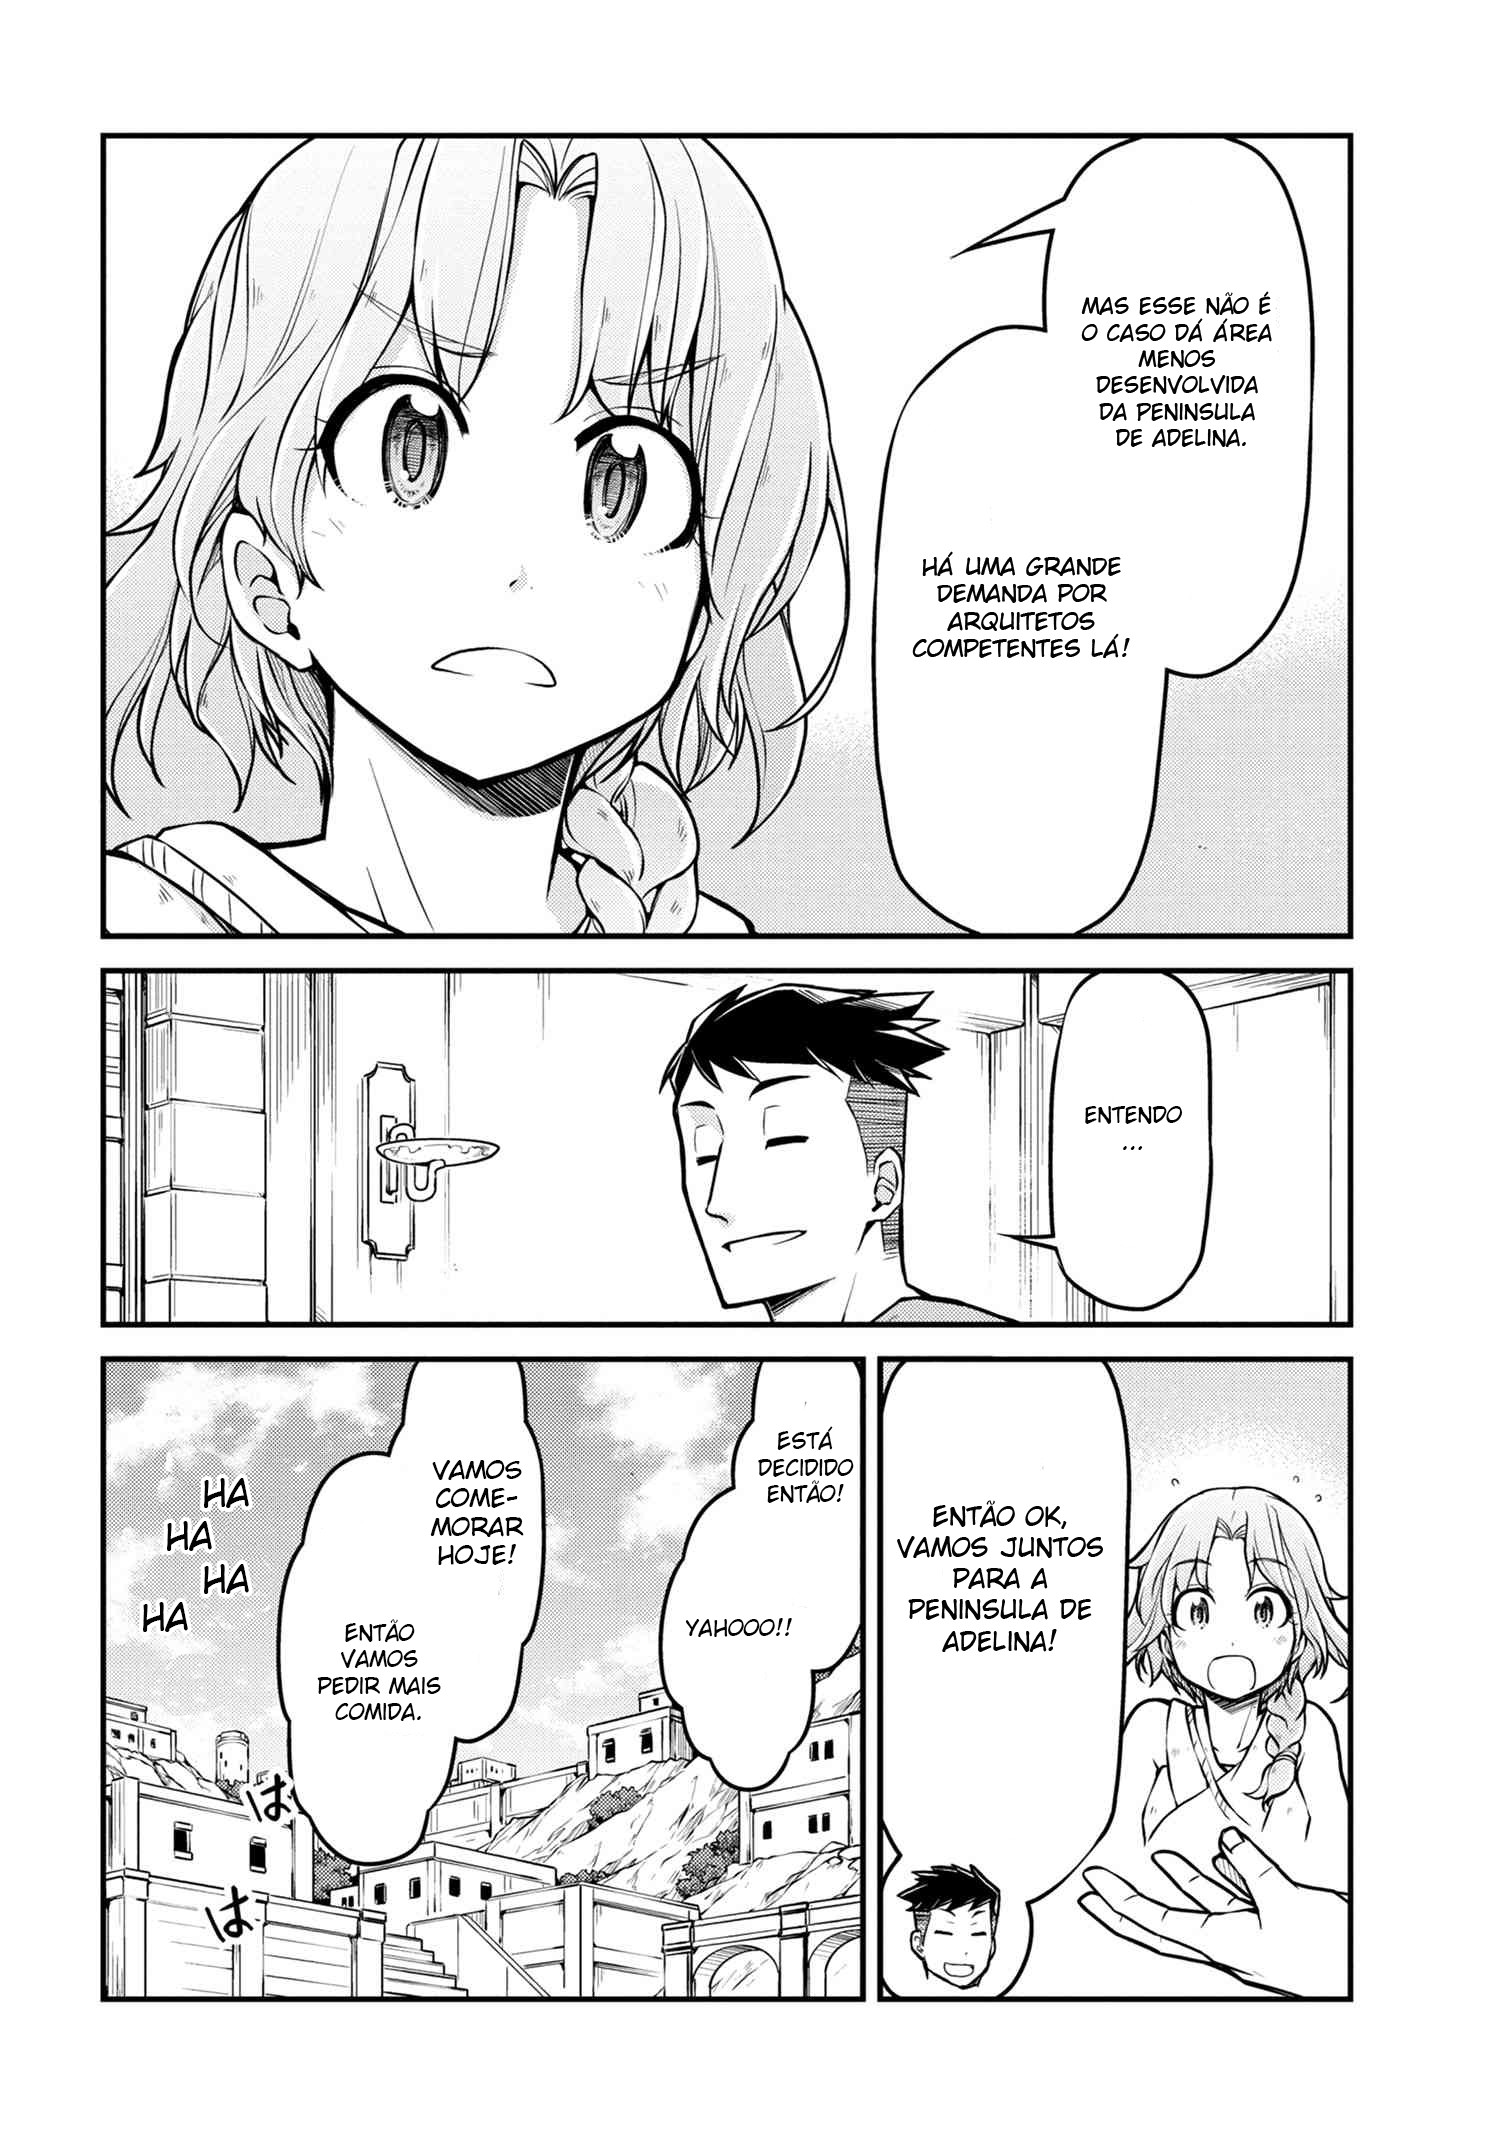 MAS ESSE NÃO É
O CASO DÁ ÁREA
MENOS
DESENVOLVIDA
DA PENINSULA
DE ADELINA.
HÁ UMA GRANDE
DEMANDA POR
ARQUITETOS
COMPETENTES LÁ!
ENTENDO
...
ENTÃO OK,
VAMOS JUNTOS
PARA A
PENINSULA DE
ADELINA!
ESTÁ
DECIDIDO
ENTÃO!
YAHOOO!!
VAMOS
COME-
MORAR
HOJE!
ENTÃO
VAMOS
PEDIR MAIS
COMIDA.
HA
HA
HA
HA
は
は